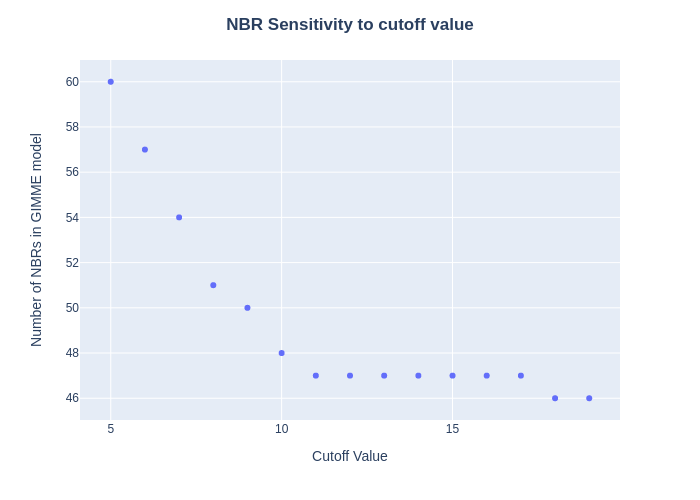 NBR Sensitivity to cutoff value
Number of NBRs in GIMME model
60
58
56
54
52
50
48
46
5 10 15
Cutoff Value